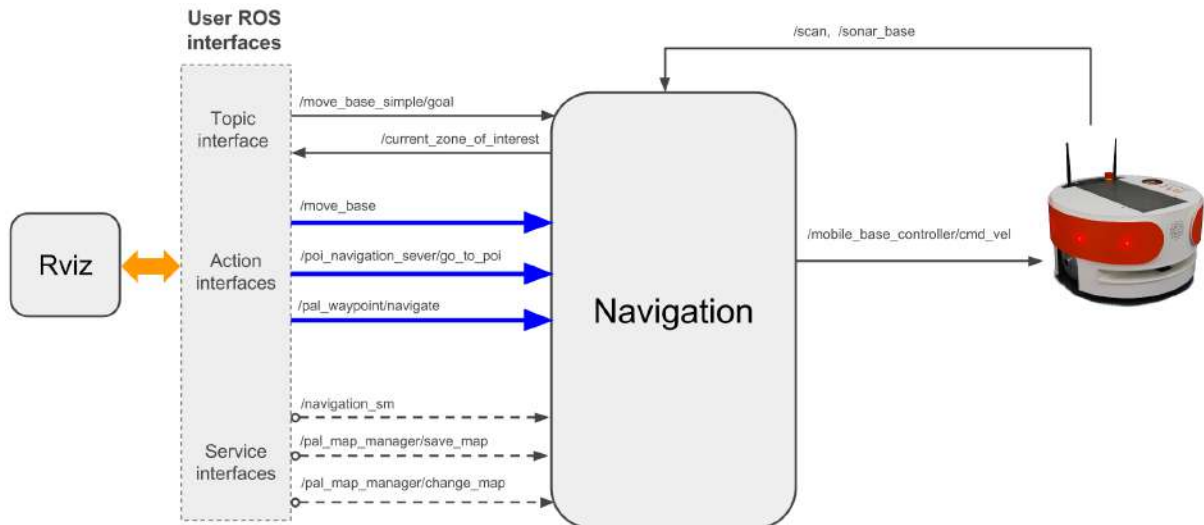 User ROS
interfaces
/scan, /sonar_base
/move_base_simple/goal
Topic
interface
/current_zone_of_interest
/move_base
/mobile_base_controller/cmd_vel
Rviz
Action
interfaces
/poi_navigation_sever/go_to_poi
Navigation
/pal_waypoint/navigate
/navigation_sm
/pal_map_manager/save_map
Service
interfaces
/pal_map_manager/change_map